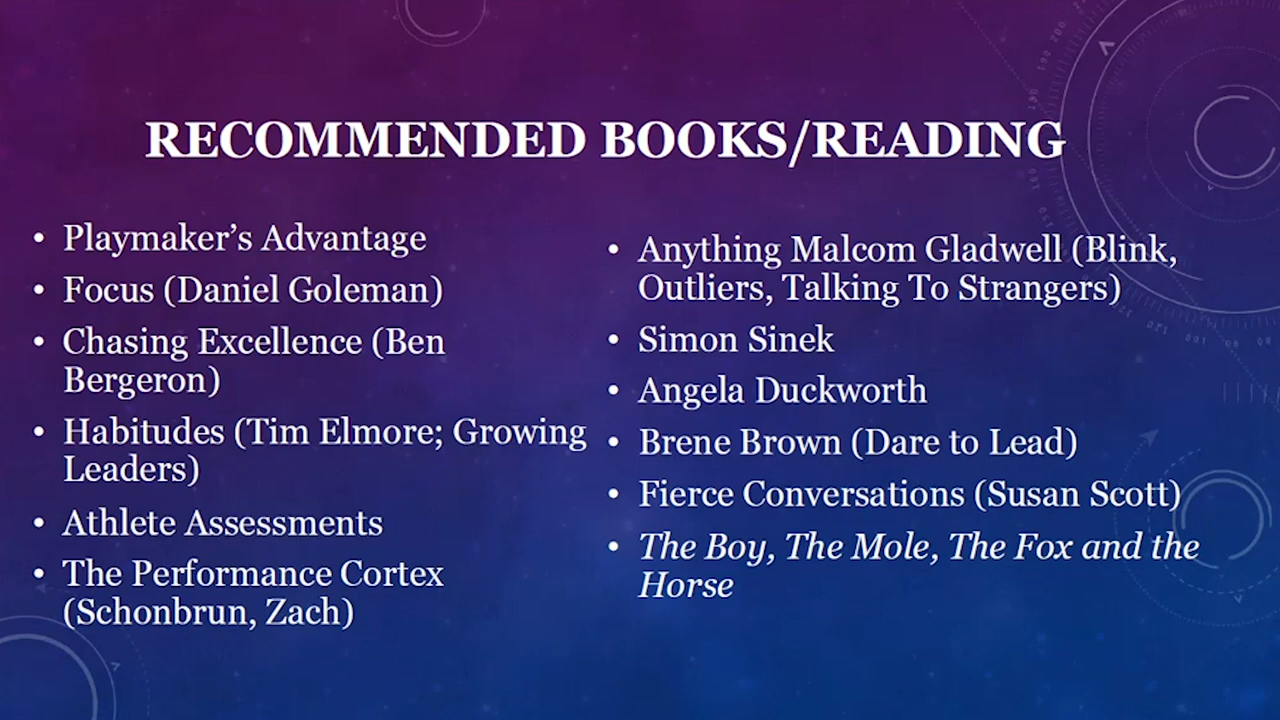 RECOMMENDED BOOKS/READING
• Playmaker’s Advantage
• Focus (Daniel Goleman)
• Chasing Excellence (Ben
Bergeron)
• Habitudes (Tim Elmore; Growing
Leaders)
• Athlete Assessments
• The Performance Cortex
(Schonbrun, Zach)
• Anything Malcom Gladwell (Blink,
Outliers, Talking To Strangers)
• Simon Sinek
• Angela Duckworth
• Brene Brown (Dare to Lead)
• Fierce Conversations (Susan Scott)
• The Boy, The Mole, The Fox and the
Horse